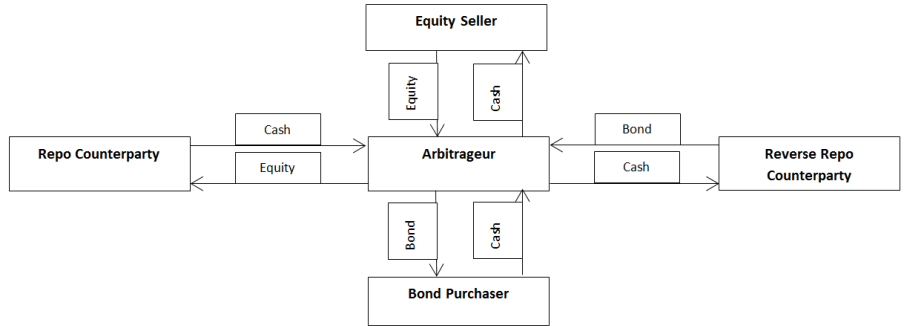 Equity Seller
Equity
Cash
Cash
Bond
Repo Counterparty
Arbitrageur
Reverse Repo
Counterparty
Equity
Cash
Bond
Cash
Bond Purchaser